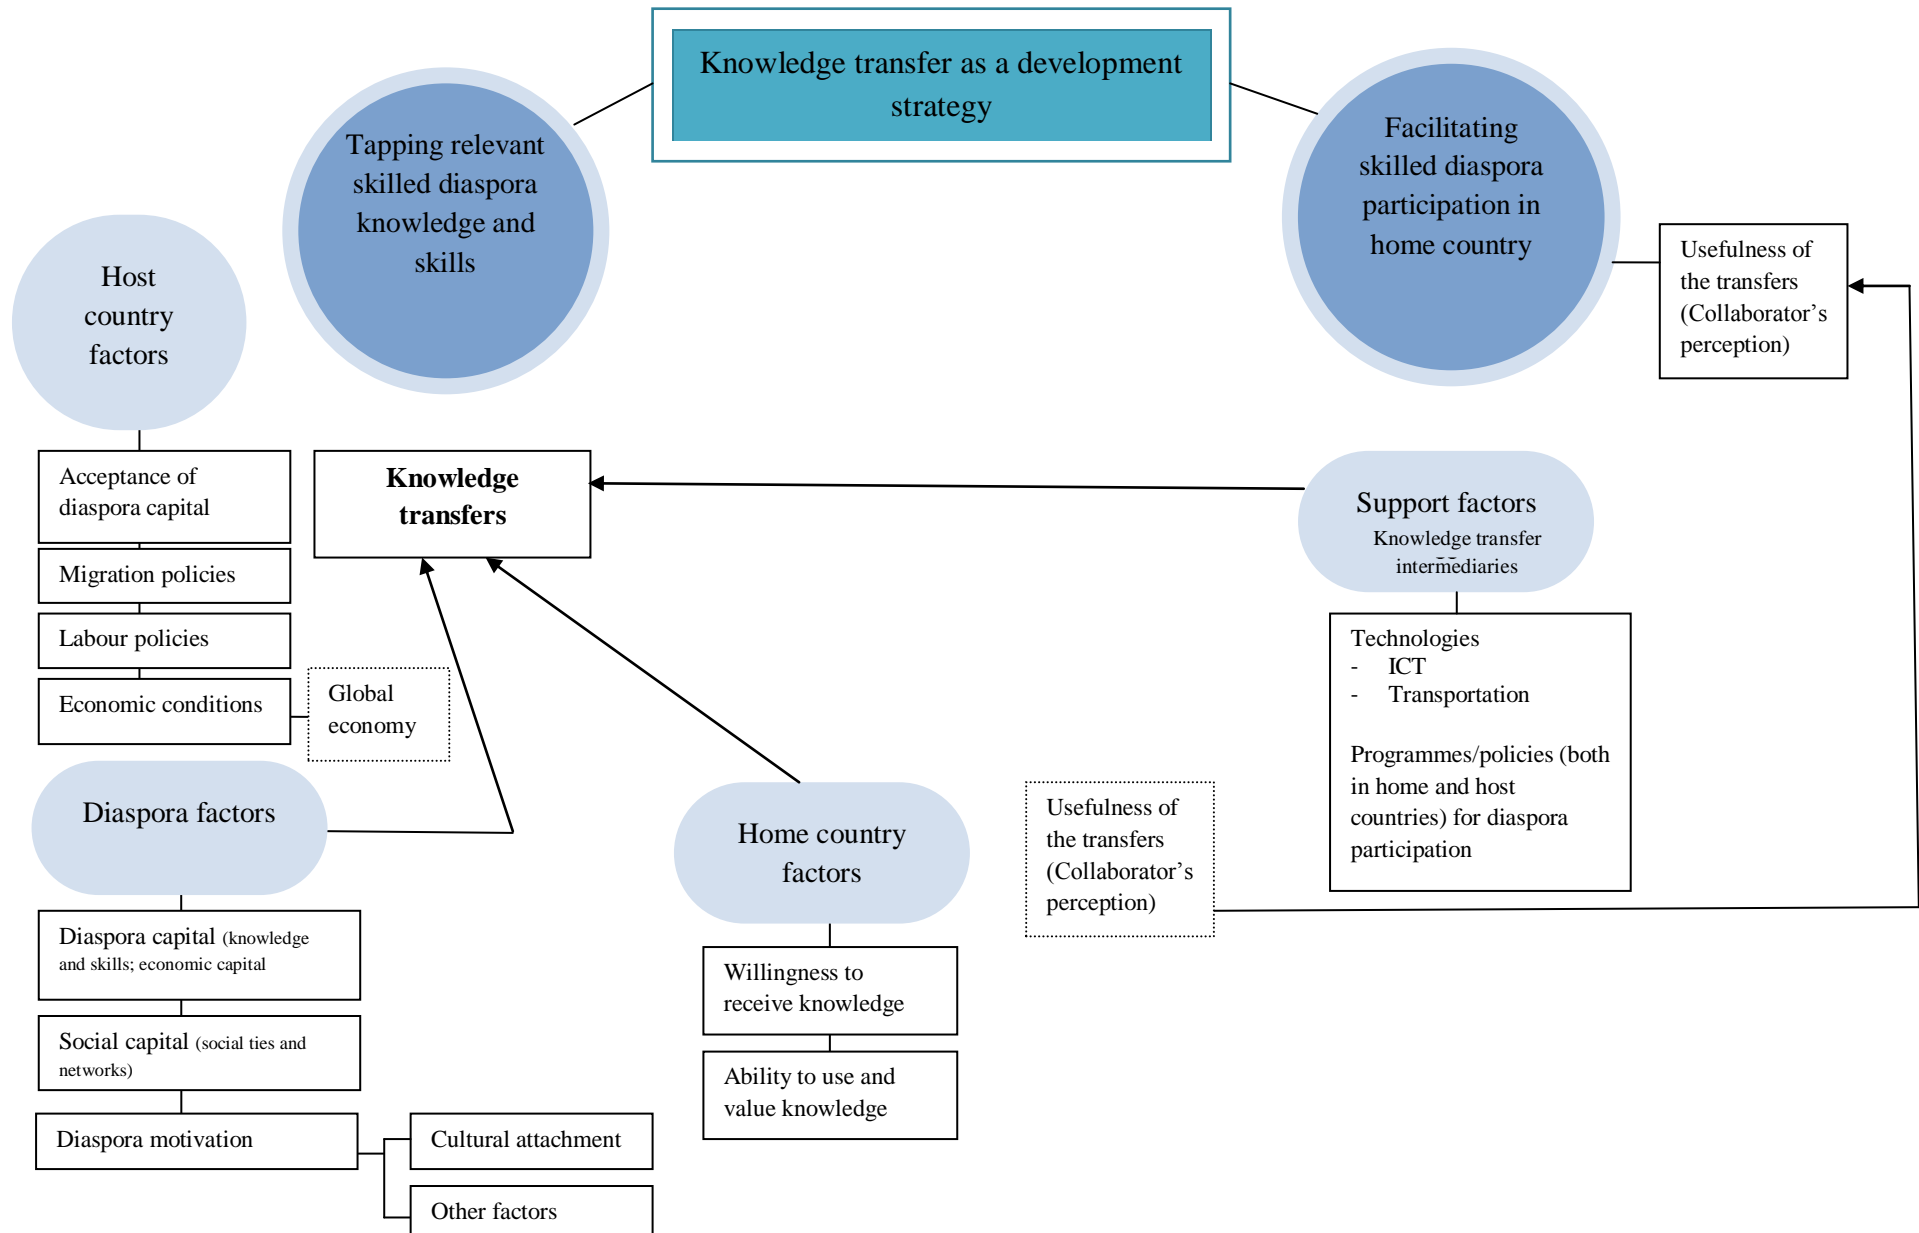 Knowledge transfer as a development
strategy
Tapping relevant
skilled diaspora
knowledge and
skills
Facilitating
skilled diaspora
participation in
home country
Usefulness of
the transfers
(Collaborator’s
perception)
Host
country
factors
Acceptance of
diaspora capital
Migration policies
Labour policies
Economic conditions
Global
economy
Knowledge
transfers
Support factors
Knowledge transfer
intermediaries
Technologies
- ICT
- Transportation
Programmes/policies (both
in home and host
countries) for diaspora
participation
Diaspora factors
Diaspora capital (knowledge
and skills; economic capital
Social capital (social ties and
networks)
Diaspora motivation
Cultural attachment
Other factors
Home country
factors
Willingness to
receive knowledge
Ability to use and
value knowledge
Usefulness of
the transfers
(Collaborator’s
perception)